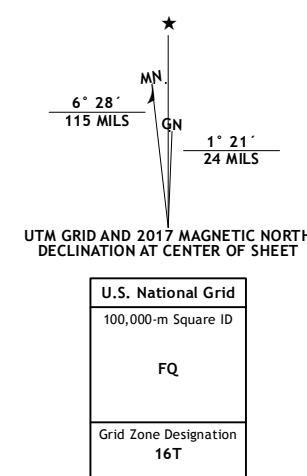 ★
MN
6° 28´
115 MILS
GN
1° 21´
24 MILS
UTM GRID AND 2017 MAGNETIC NORTH
DECLINATION AT CENTER OF SHEET
U.S. National Grid
100,000-m Square ID
FQ
Grid Zone Designation
16T